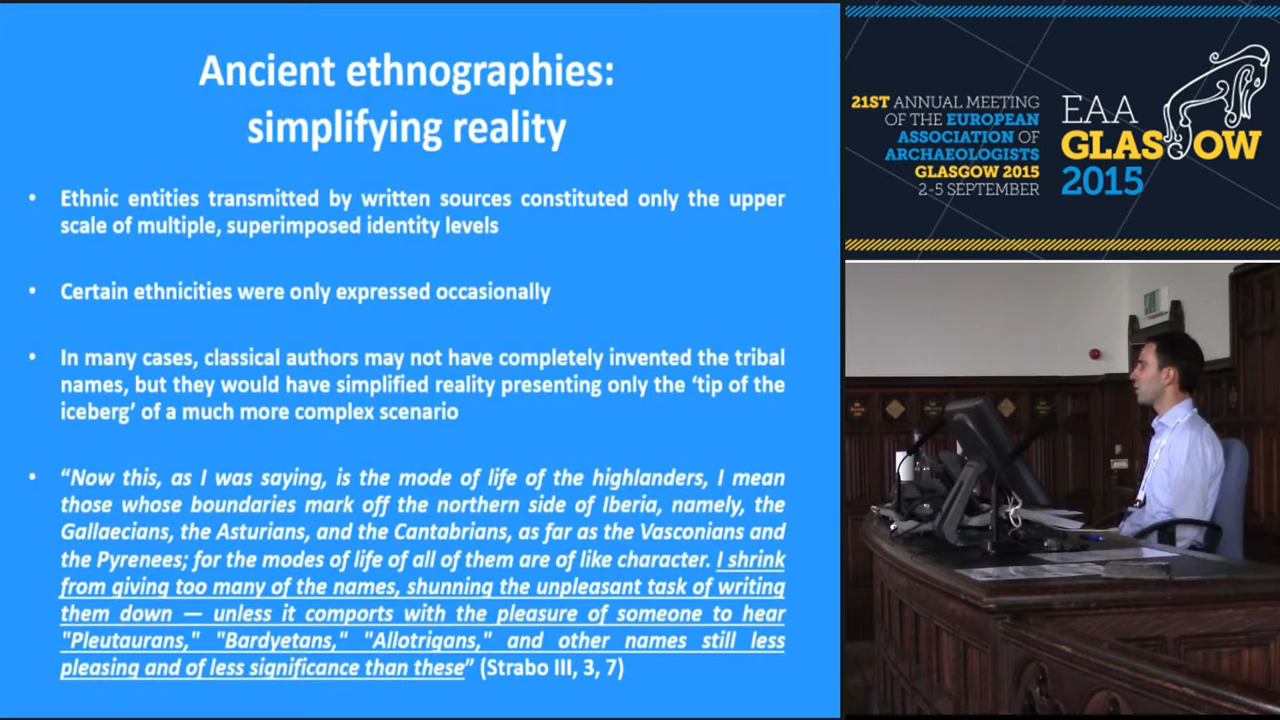 Ancient ethnographies:
simplifying reality
• Ethnic entities transmitted by written sources constituted only the upper
scale of multiple, superimposed identity levels
• Certain ethnicities were only expressed occasionally
• In many cases, classical authors may not have completely invented the tribal
names, but they would have simplified reality presenting only the ‘tip of the
iceberg’ of a much more complex scenario
• “Now this, as I was saying, is the mode of life of the highlanders, I mean
those whose boundaries mark off the northern side of Iberia, namely, the
Gallaecians, the Asturians, and the Cantabrians, as far as the Vasconians and
the Pyrenees; for the modes of life of all of them are of like character. I shrink
from giving too many of the names, shunning the unpleasant task of writing
them down — unless it comports with the pleasure of someone to hear
"Pleutaurans," "Bardyetans," "Allotrigans," and other names still less
pleasing and of less significance than these” (Strabo III, 3, 7)
21ST ANNUAL MEETING
OF THE EUROPEAN
ASSOCIATION OF
ARCHAEOLOGISTS
GLASGOW 2015
2-5 SEPTEMBER
EAA
GLASGOW
2015